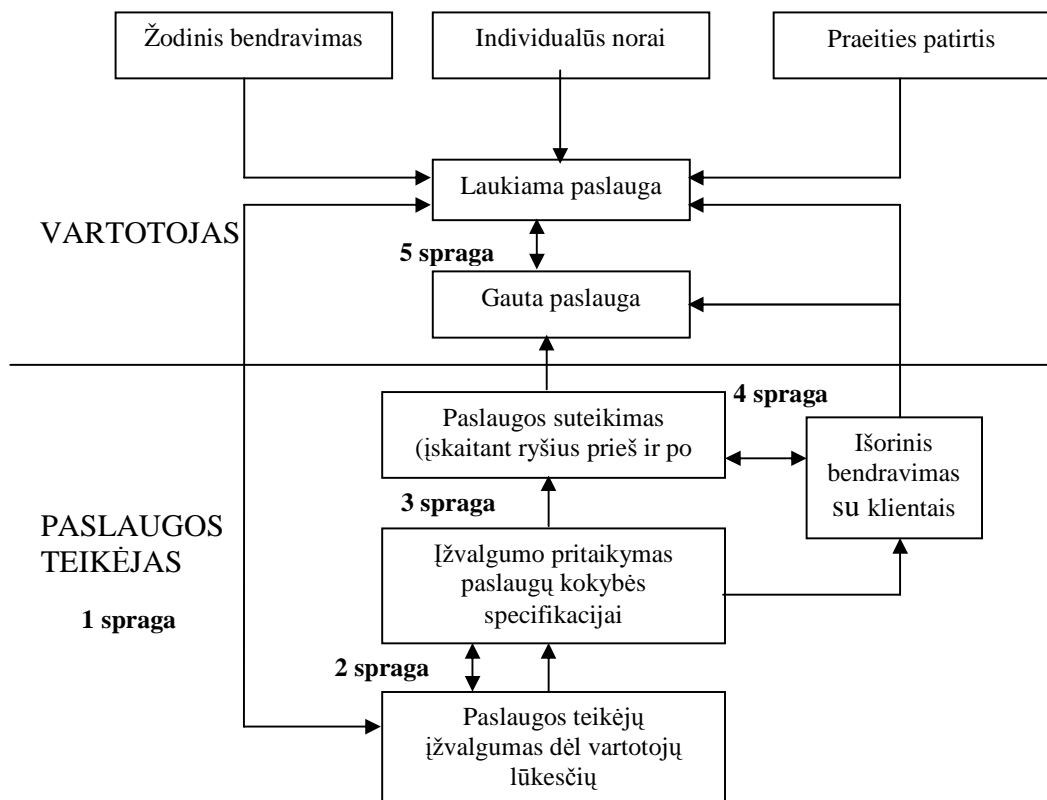 Žodinis bendravimas
Individualūs norai
Praeities patirtis
Laukiama paslauga
VARTOTOJAS
5 spraga
Gauta paslauga
4 spraga
Paslaugos suteikimas
(įskaitant ryšius prieš ir po
Išorinis
bendravimas
su klientais
3 spraga
PASLAUGOS
TEIKĖJAS
Įžvalgumo pritaikymas
paslaugų kokybės
specifikacijai
1 spraga
2 spraga
Paslaugos teikėjų
įžvalgumas dėl vartotojų
lūkesčių